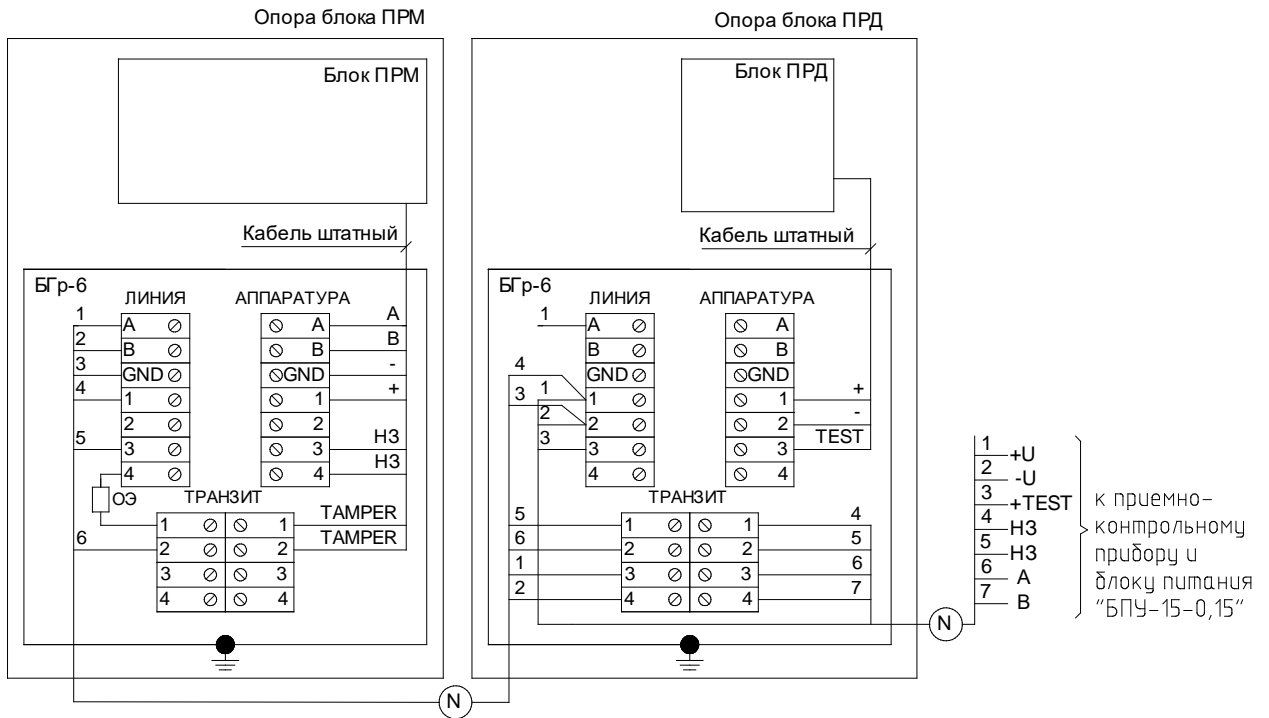 Опора блока ПРМ
Блок ПРМ
Кабель штатный
БГр-6
ЛИНИЯ АППАРАТУРА
1 A A A
2 B B B
3 GND GND -
4 1 1 +
2 2
5 3 3 НЗ
4 4 НЗ
ОЭ
ТРАНЗИТ
1 1 TAMPER
6 2 2 TAMPER
3 3
4 4
N
Опора блока ПРД
Блок ПРД
Кабель штатный
БГр-6
ЛИНИЯ АППАРАТУРА
1 A A
B B
4 GND GND
3 1 1 1 +
2 2 2 -
3 3 3 TEST
4 4
ТРАНЗИТ
5 1 1 4
6 2 2 5
1 3 3 6
2 4 4 7
N
1 +U
2 -U
3 +TEST
4 НЗ
5 НЗ
6 A
7 B
к приемно-
контрольному
прибору и
блоку питания
"БПУ-15-0,15"